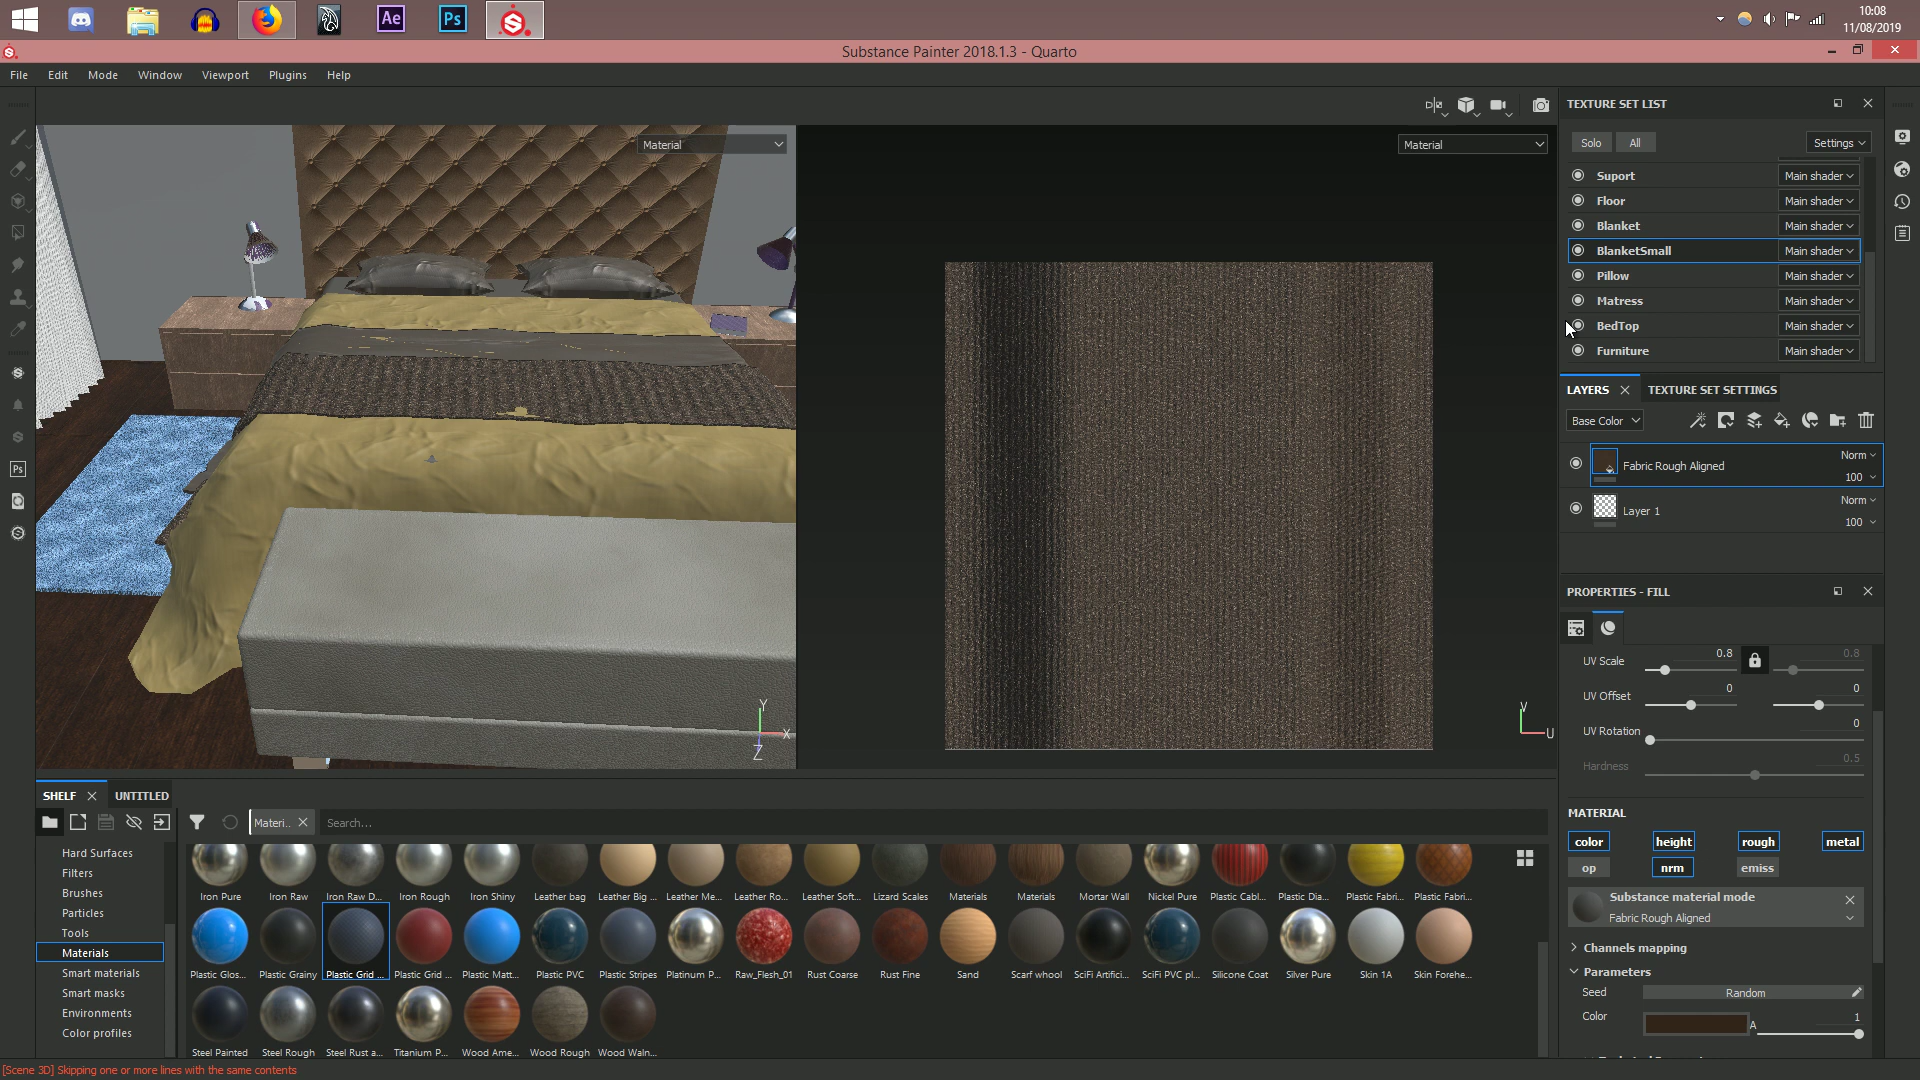 Ae
Ps
10:08
11/08/2019
Substance Painter 2018.1.3 - Quarto
File Edit Mode Window Viewport Plugins Help
Material
Material
TEXTURE SET LIST
Solo All Settings
Suport Main shader
Floor Main shader
Blanket Main shader
BlanketSmall Main shader
Pillow Main shader
Matress Main shader
BedTop Main shader
Furniture Main shader
LAYERS TEXTURE SET SETTINGS
Base Color
Fabric Rough Aligned Norm 100
Layer 1 Norm 100
PROPERTIES - FILL
UV Scale 0.8 0.8
UV Offset 0 0
UV Rotation 0
Hardness 0.5
MATERIAL
color height rough metal
op nrm emiss
Substance material mode
Fabric Rough Aligned
Channels mapping
Parameters
Seed Random
Color A 1
Ps
Y
X
Z
V
U
SHELF UNTITLED
Materi.. Search...
Hard Surfaces
Filters
Brushes
Particles
Tools
Materials
Smart materials
Smart masks
Environments
Color profiles
Iron Pure Iron Raw Iron Raw D... Iron Rough Iron Shiny Leather bag Leather Big ... Leather Me... Leather Ro... Leather Soft... Lizard Scales Materials Materials Mortar Wall Nickel Pure Plastic Cabl... Plastic Dia... Plastic Fabri... Plastic Fabri...
Plastic Glos... Plastic Grainy Plastic Grid ... Plastic Grid ... Plastic Matt... Plastic PVC Plastic Stripes Platinum P... Raw_Flesh_01 Rust Coarse Rust Fine Sand Scarf whool SciFi Artifici... SciFi PVC pl... Silicone Coat Silver Pure Skin 1A Skin Forehe...
Steel Painted Steel Rough Steel Rust a... Titanium P... Wood Ame... Wood Rough Wood Waln...
[Scene 3D] Skipping one or more lines with the same contents